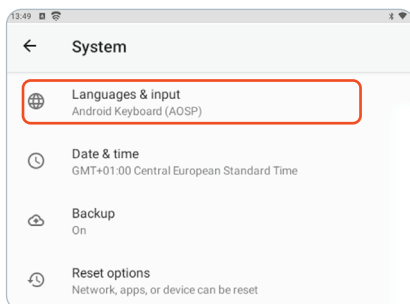 13:49
System
Languages & input
Android Keyboard (AOSP)
Date & time
GMT+01:00 Central European Standard Time
Backup
On
Reset options
Network, apps, or device can be reset